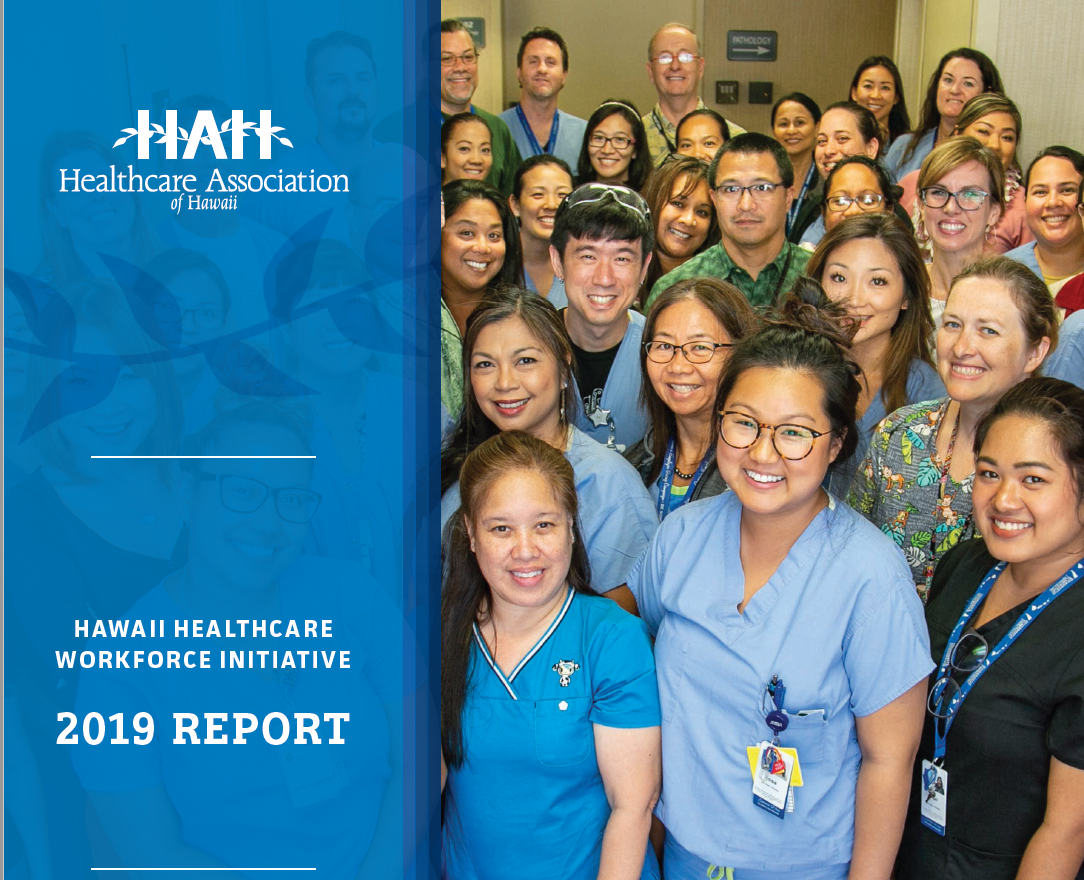 HAH
Healthcare Association
of Hawaii
HAWAII HEALTHCARE
WORKFORCE INITIATIVE
2019 REPORT
PATHOLOGY